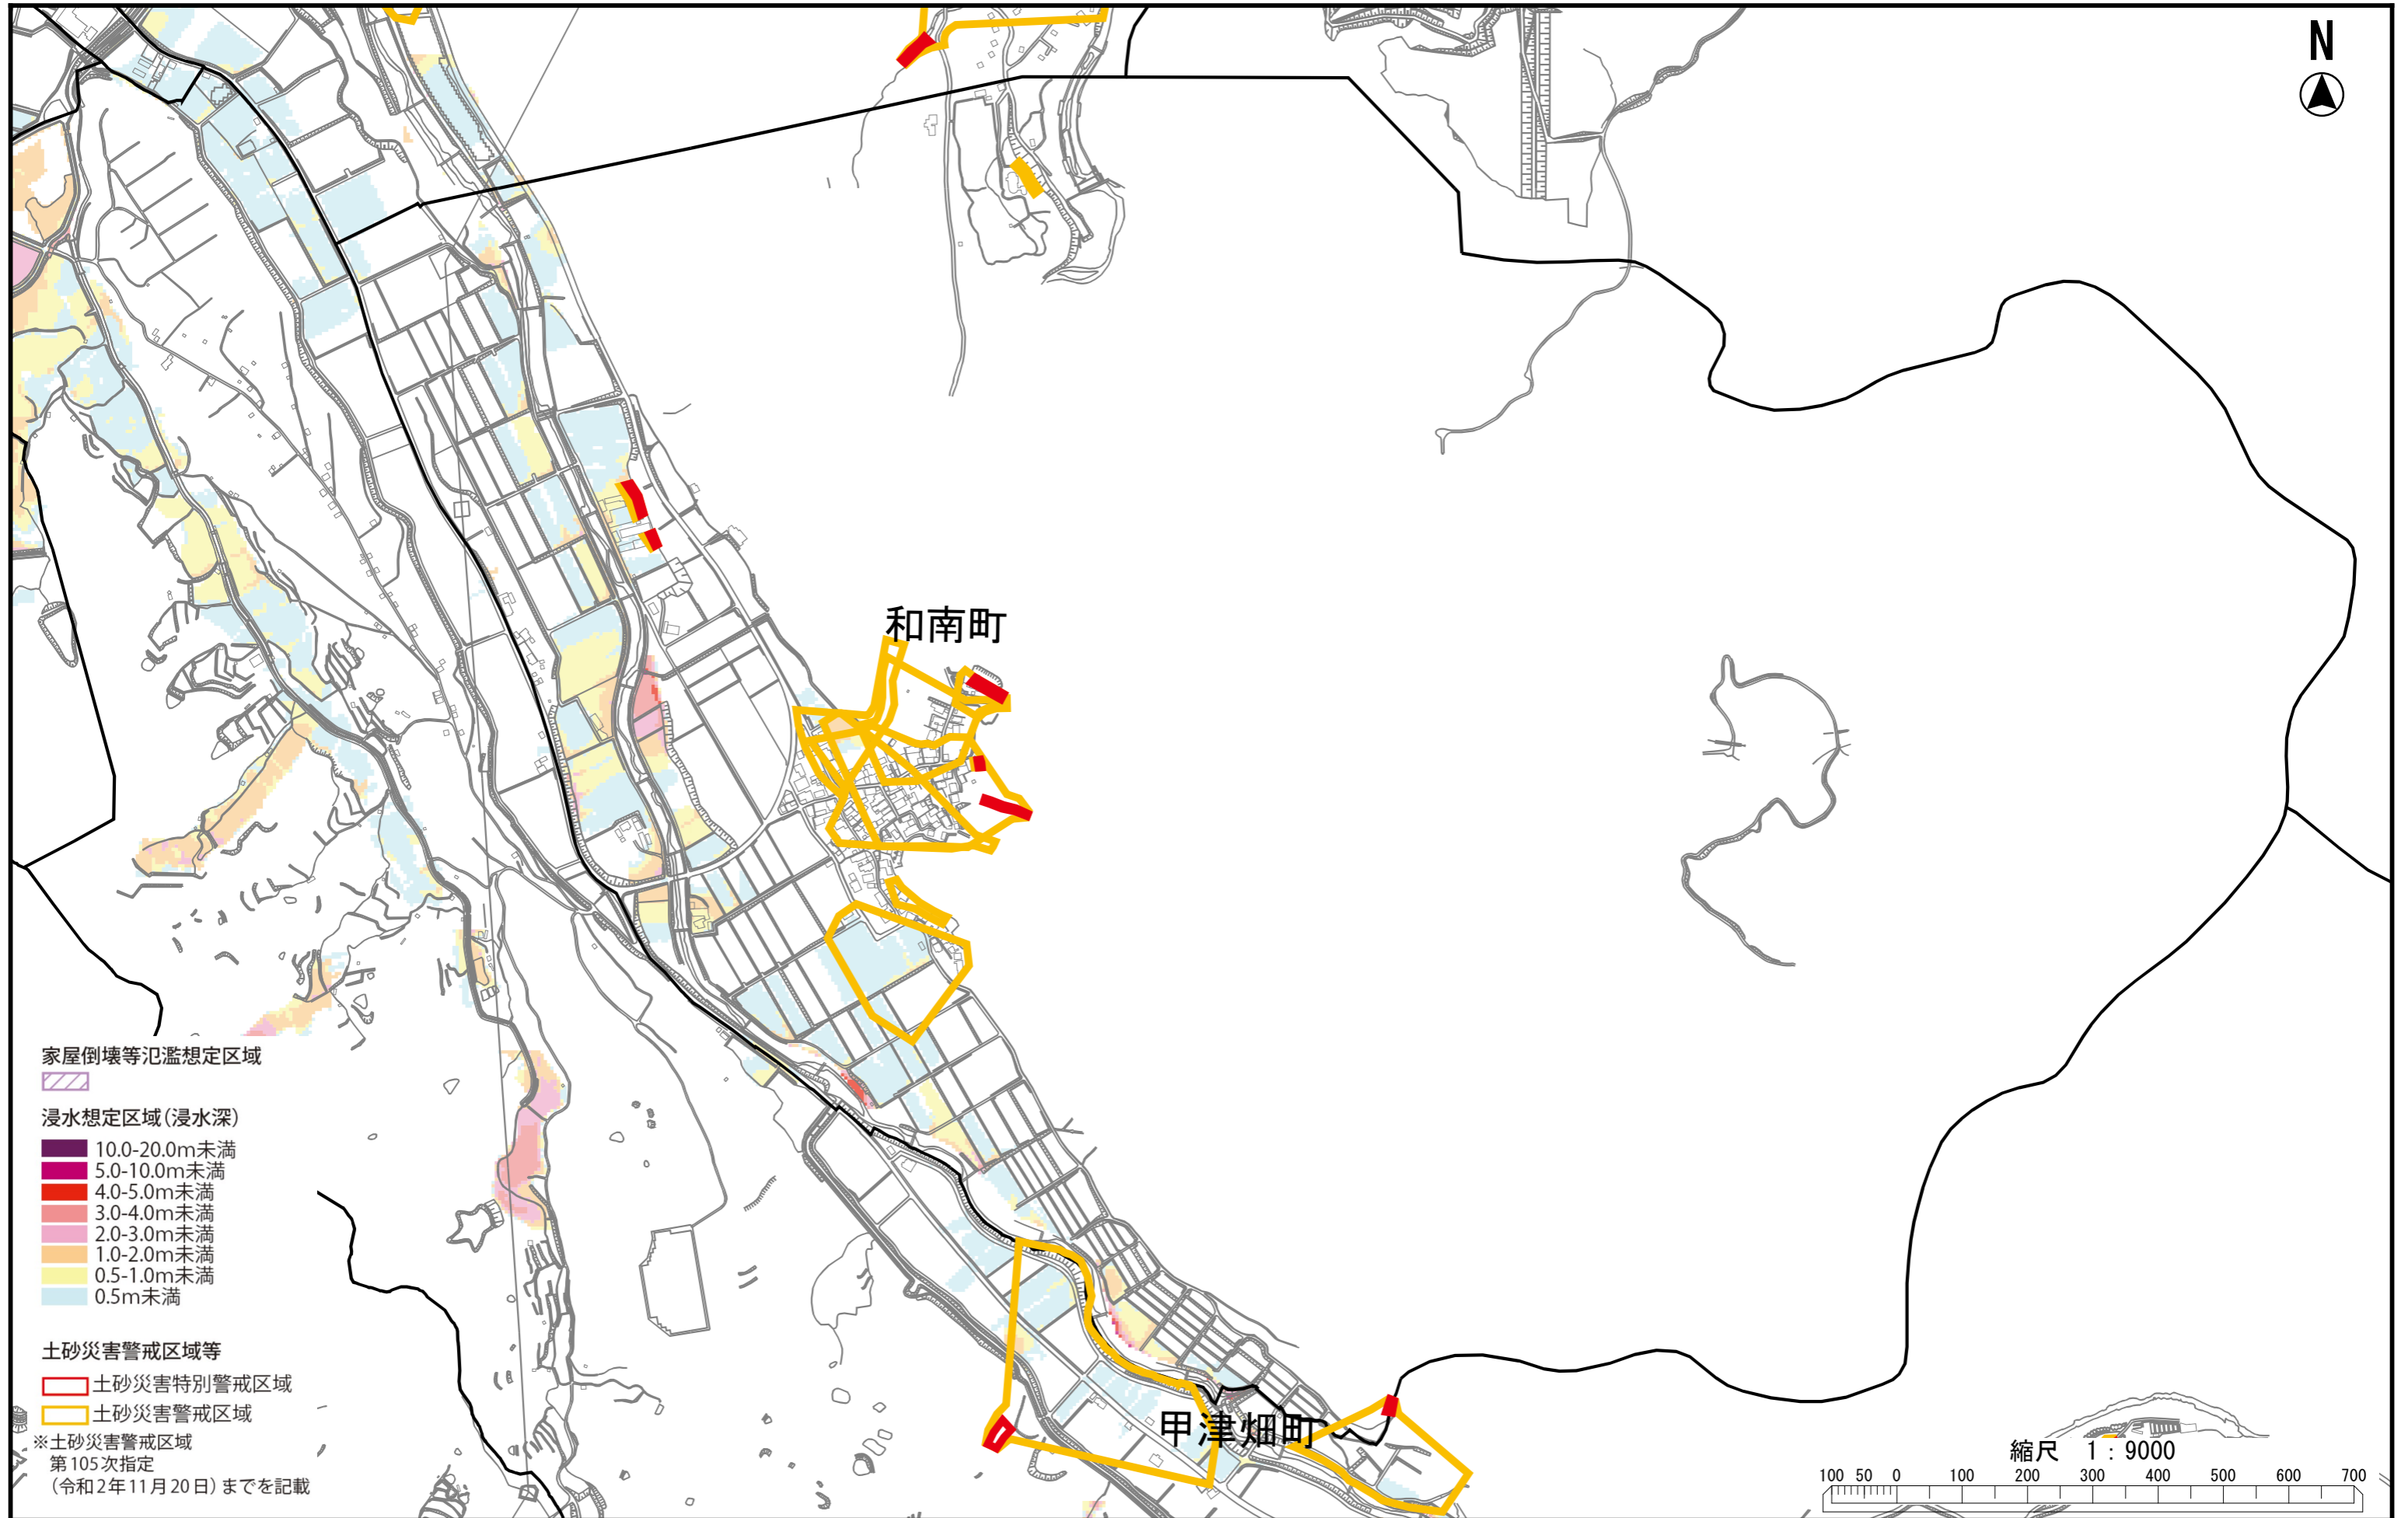 N
和南町
家屋倒壊等氾濫想定区域
浸水想定区域(浸水深)
10.0-20.0m未満
5.0-10.0m未満
4.0-5.0m未満
3.0-4.0m未満
2.0-3.0m未満
1.0-2.0m未満
0.5-1.0m未満
0.5m未満
土砂災害警戒区域等
土砂災害特別警戒区域
土砂災害警戒区域
※土砂災害警戒区域
第105次指定
(令和2年11月20日)までを記載
甲津畑町
縮尺 1:9000
100 50 0 100 200 300 400 500 600 700